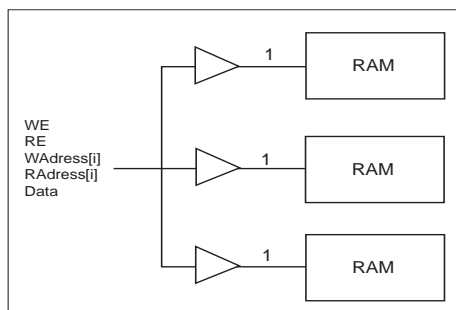 1
RAM
WE
RE
WAdress[i]
RAdress[i]
Data
1
RAM
1
RAM